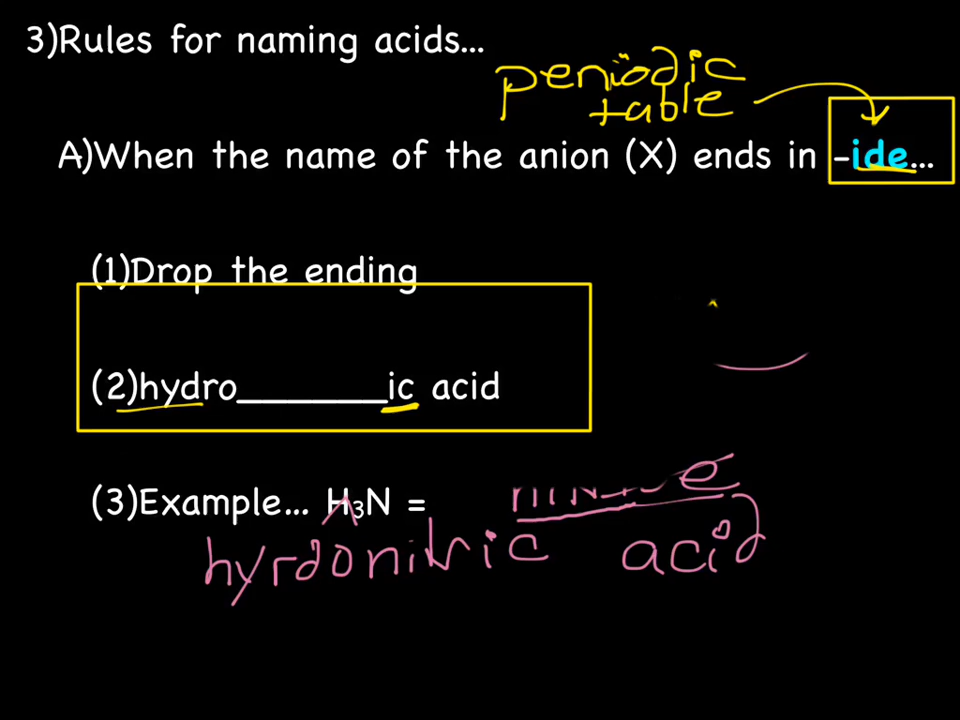 3)Rules for naming acids...
periodic
table
A)When the name of the anion (X) ends in -ide...
(1)Drop the ending
(2)hydro______ic acid
(3)Example... H₃N =
hyrdonitric acid